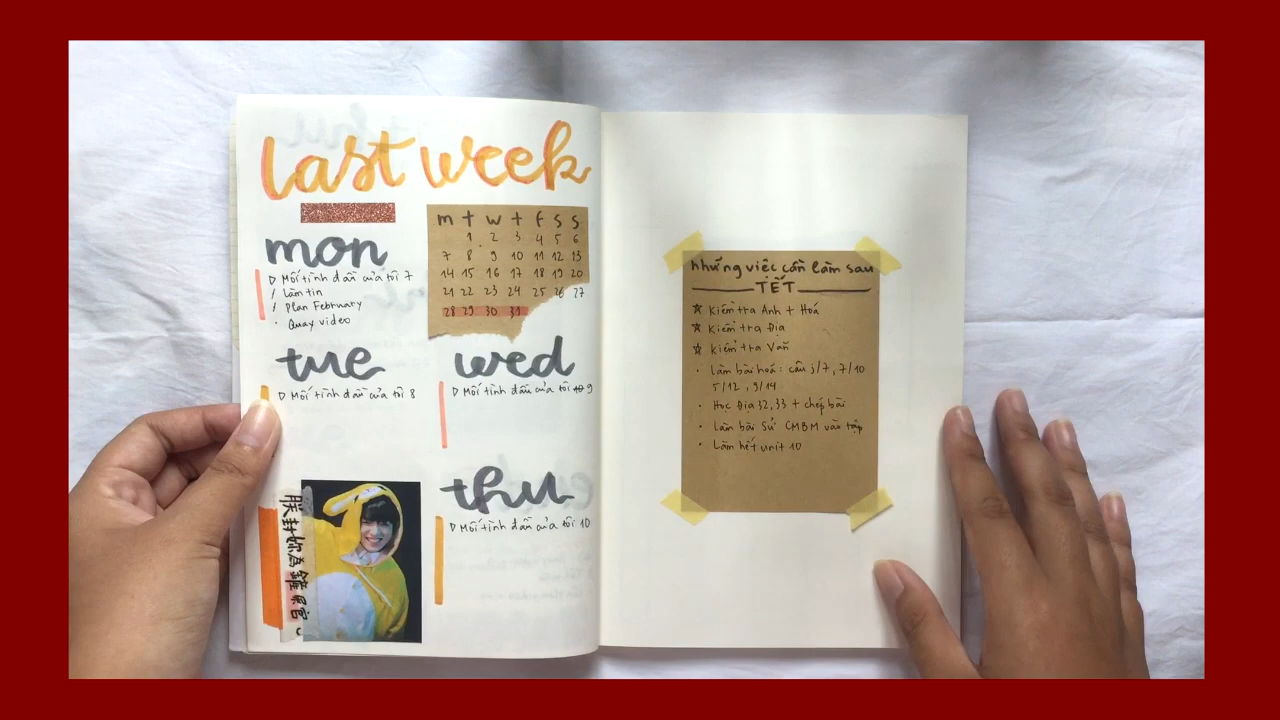 last week
mon
▷ Mối tình đầu của tôi 7
/ Làm tin
/ Plan February
· Quay video
m t w t f s s
1 2 3 4 5 6
7 8 9 10 11 12 13
14 15 16 17 18 19 20
21 22 23 24 25 26 27
28 29 30 31
tue
▷ Mối tình đầu của tôi 8
wed
▷ Mối tình đầu của tôi 9
thu
▷ Mối tình đầu của tôi 10
朕封妳為
官
những việc cần làm sau
TẾT
☆ Kiểm tra Anh + Hoá
☆ Kiểm tra Địa
☆ Kiểm tra Văn
· Làm bài hoá: câu j/7, 7/10
5/12, 9/14
· Học Địa 32, 33 + chép bài
· Làm bài Sử CMBM vào tập
· Làm hết unit 10